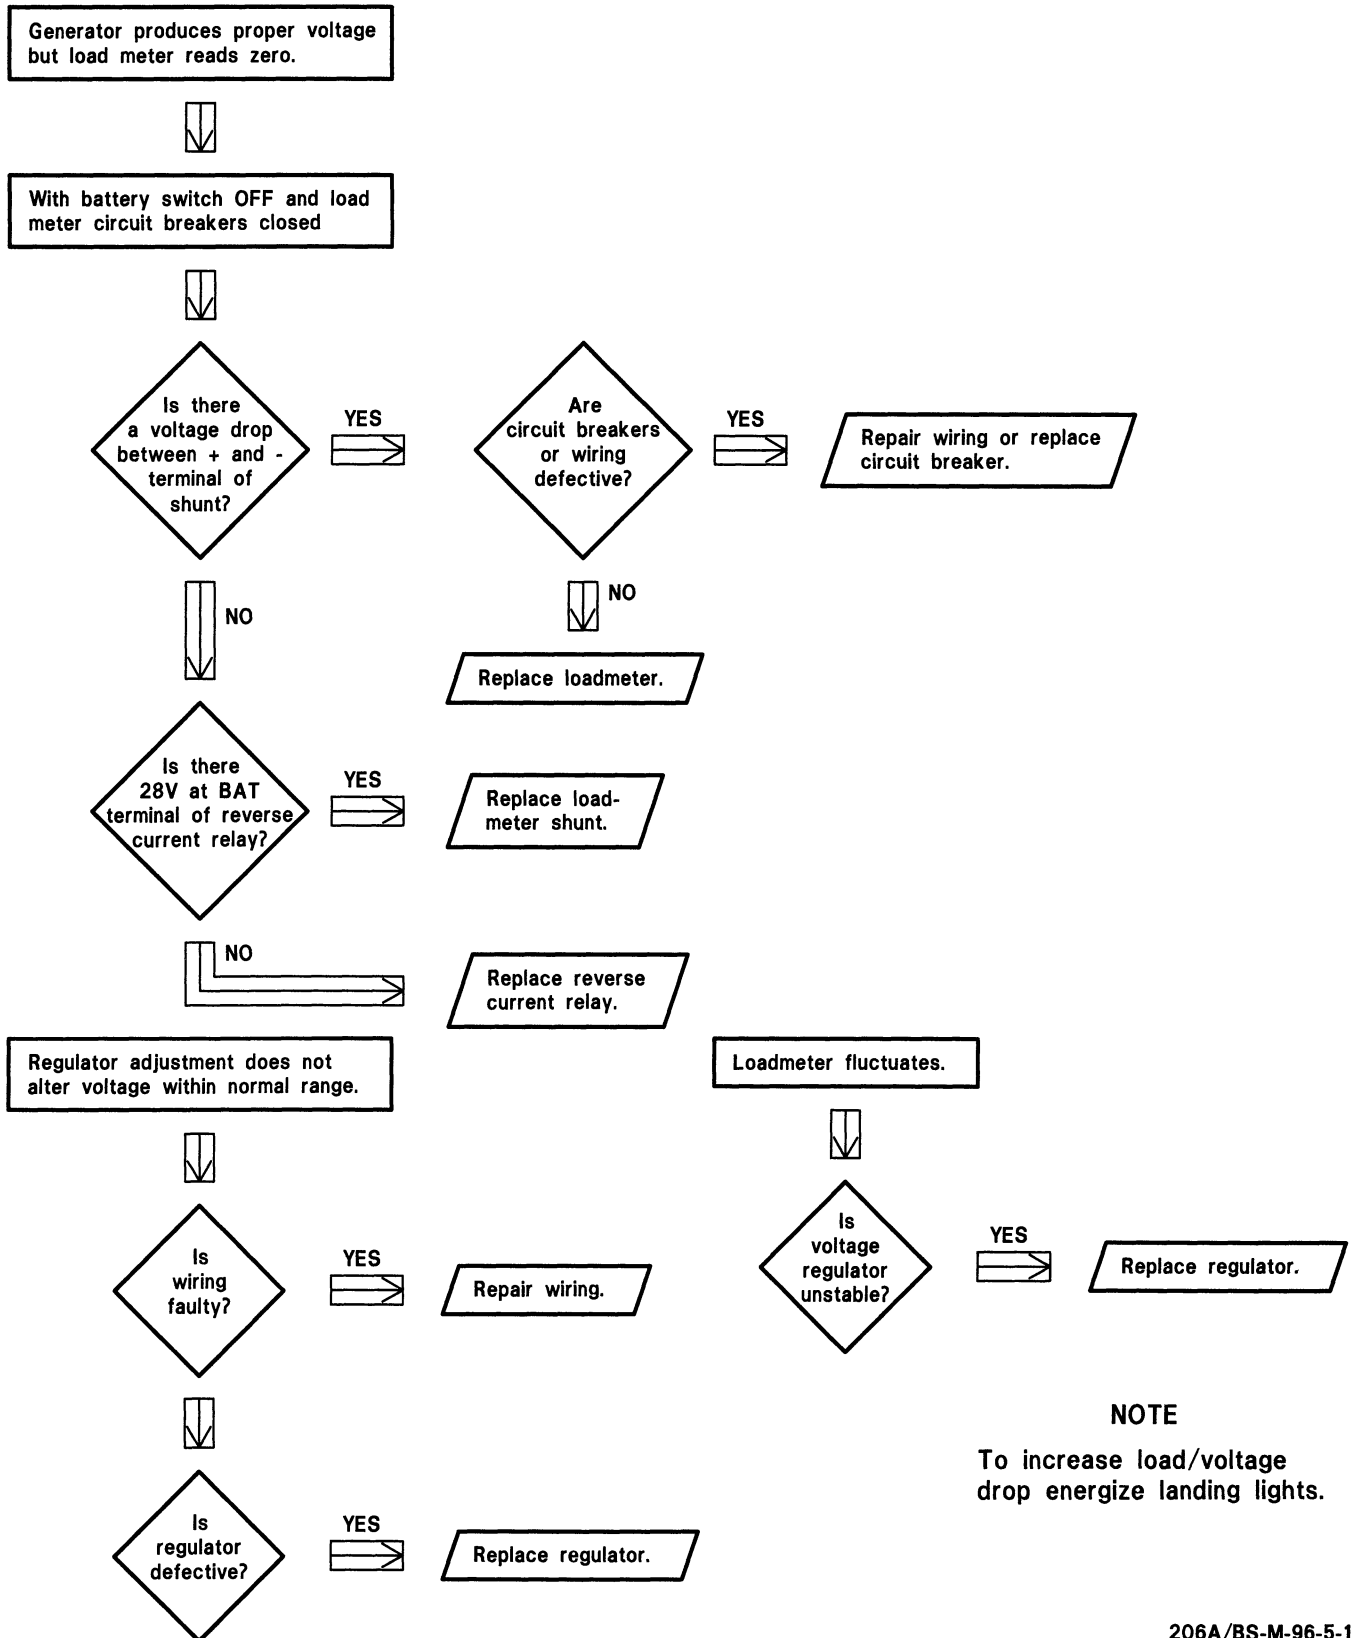 Generator produces proper voltage
but load meter reads zero.
With battery switch OFF and load
meter circuit breakers closed
Is there
a voltage drop
between + and -
terminal of
shunt?
YES
Are
circuit breakers
or wiring
defective?
YES
Repair wiring or replace
circuit breaker.
NO
NO
Replace loadmeter.
Is there
28V at BAT
terminal of reverse
current relay?
YES
Replace load-
meter shunt.
NO
Replace reverse
current relay.
Regulator adjustment does not
alter voltage within normal range.
Is
wiring
faulty?
YES
Repair wiring.
Is
regulator
defective?
YES
Replace regulator.
Loadmeter fluctuates.
Is
voltage
regulator
unstable?
YES
Replace regulator.
NOTE
To increase load/voltage
drop energize landing lights.
206A/BS-M-96-5-1